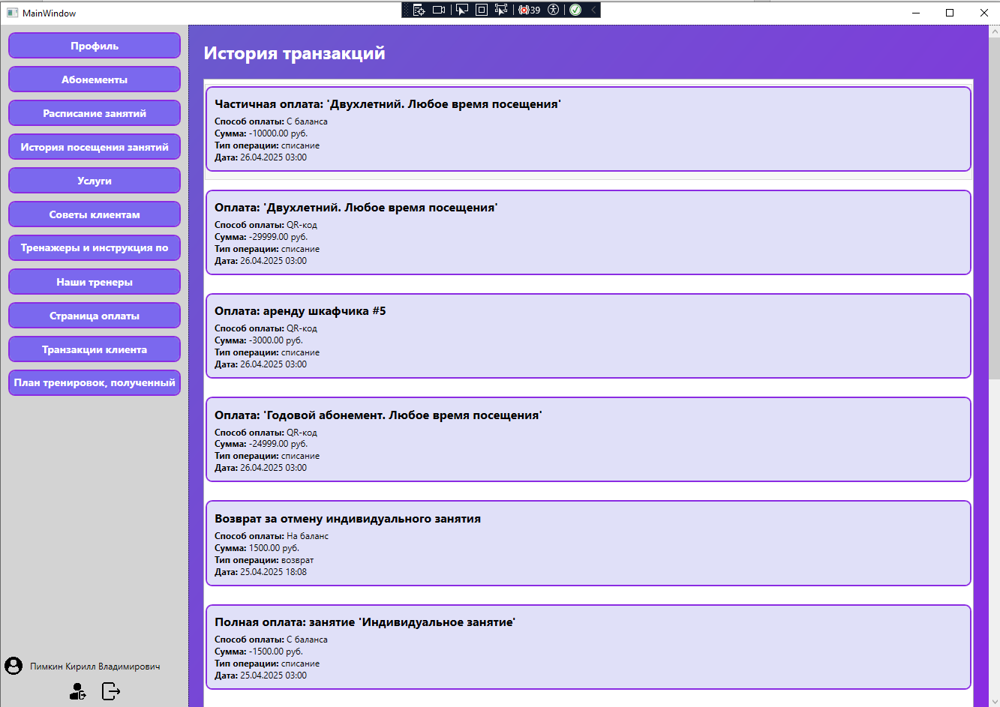 MainWindow
39
Профиль
Абонементы
Расписание занятий
История посещения занятий
Услуги
Советы клиентам
Тренажеры и инструкция по
Наши тренеры
Страница оплаты
Транзакции клиента
План тренировок, полученный
Пимкин Кирилл Владимирович
История транзакций
Частичная оплата: 'Двухлетний. Любое время посещения'
Способ оплаты: С баланса
Сумма: -10000.00 руб.
Тип операции: списание
Дата: 26.04.2025 03:00
Оплата: 'Двухлетний. Любое время посещения'
Способ оплаты: QR-код
Сумма: -29999.00 руб.
Тип операции: списание
Дата: 26.04.2025 03:00
Оплата: аренду шкафчика #5
Способ оплаты: QR-код
Сумма: -3000.00 руб.
Тип операции: списание
Дата: 26.04.2025 03:00
Оплата: 'Годовой абонемент. Любое время посещения'
Способ оплаты: QR-код
Сумма: -24999.00 руб.
Тип операции: списание
Дата: 26.04.2025 03:00
Возврат за отмену индивидуального занятия
Способ оплаты: На баланс
Сумма: 1500.00 руб.
Тип операции: возврат
Дата: 25.04.2025 18:08
Полная оплата: занятие 'Индивидуальное занятие'
Способ оплаты: С баланса
Сумма: -1500.00 руб.
Тип операции: списание
Дата: 25.04.2025 03:00